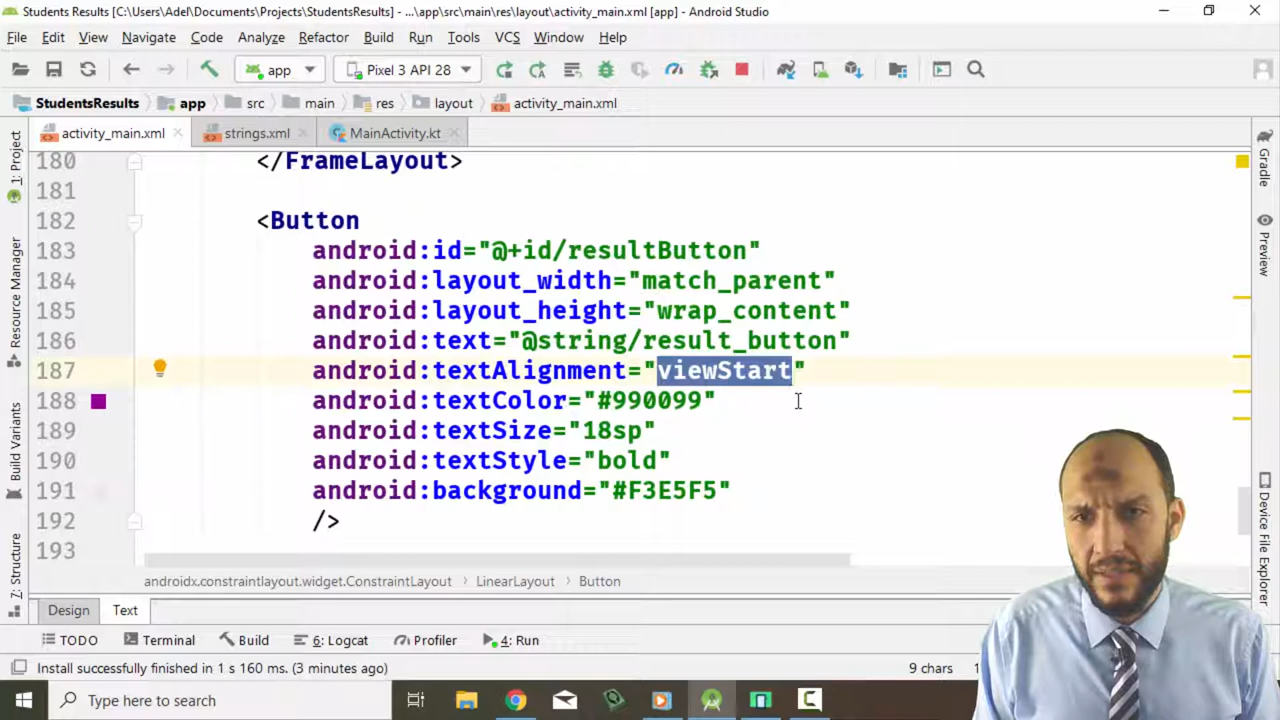 Students Results [C:\Users\Adel\Documents\Projects\StudentsResults] - ...\app\src\main\res\layout\activity_main.xml [app] - Android Studio
File Edit View Navigate Code Analyze Refactor Build Run Tools VCS Window Help
app Pixel 3 API 28
StudentsResults app src main res layout activity_main.xml
activity_main.xml strings.xml MainActivity.kt
180 </FrameLayout>
181
182 <Button
183 android:id="@+id/resultButton"
184 android:layout_width="match_parent"
185 android:layout_height="wrap_content"
186 android:text="@string/result_button"
187 android:textAlignment="viewStart"
188 android:textColor="#990099"
189 android:textSize="18sp"
190 android:textStyle="bold"
191 android:background="#F3E5F5"
192 />
193
androidx.constraintlayout.widget.ConstraintLayout LinearLayout Button
Design Text
TODO Terminal Build 6: Logcat Profiler 4: Run
Install successfully finished in 1 s 160 ms. (3 minutes ago) 9 chars
Type here to search
1: Project
Resource Manager
Build Variants
7: Structure
Gradle
Preview
Device File Explorer